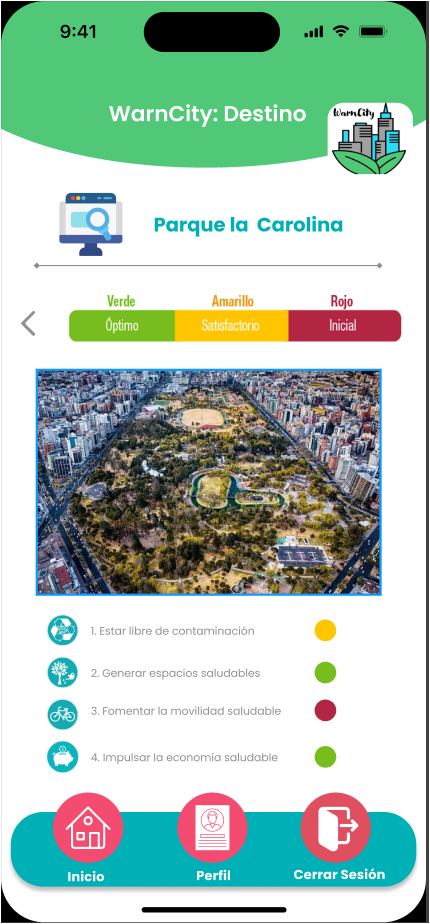 9:41
WarnCity: Destino
WarnCity
Parque la Carolina
Verde Amarillo Rojo
Óptimo Satisfactorio Inicial
1. Estar libre de contaminación
2. Generar espacios saludables
3. Fomentar la movilidad saludable
4. Impulsar la economía saludable
Inicio Perfil Cerrar Sesión